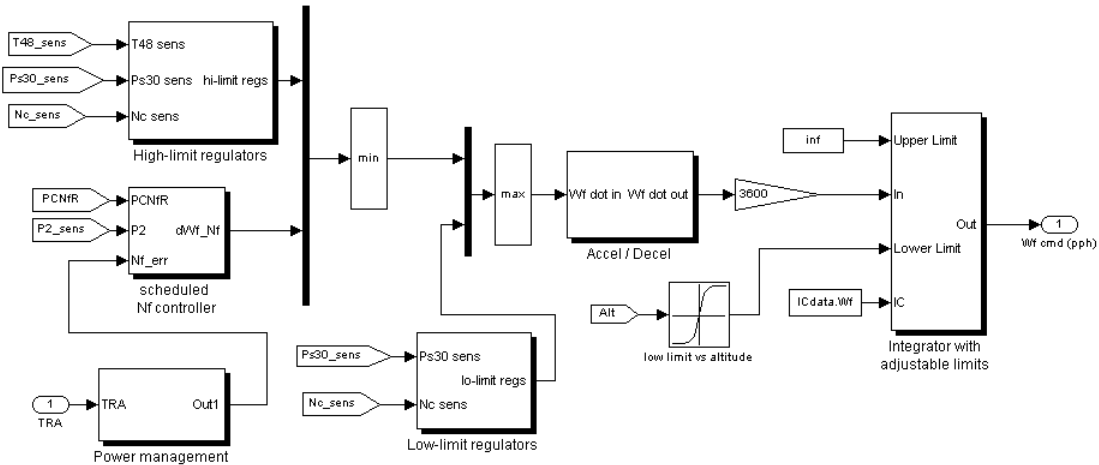 T48_sens
T48 sens
Ps30_sens
Ps30 sens
hi-limit regs
Nc_sens
Nc sens
High-limit regulators
PCNfR
PCNfR
P2_sens
P2
dWf_Nf
Nf_err
scheduled
Nf controller
1
TRA
TRA
Out1
Power management
min
Ps30_sens
Ps30 sens
lo-limit regs
Nc_sens
Nc sens
Low-limit regulators
max
Wf dot in
Wf dot out
Accel / Decel
3600
Alt
low limit vs altitude
inf
Upper Limit
In
Out
Lower Limit
ICdata.Wf
IC
Integrator with
adjustable limits
1
Wf cmd (pph)